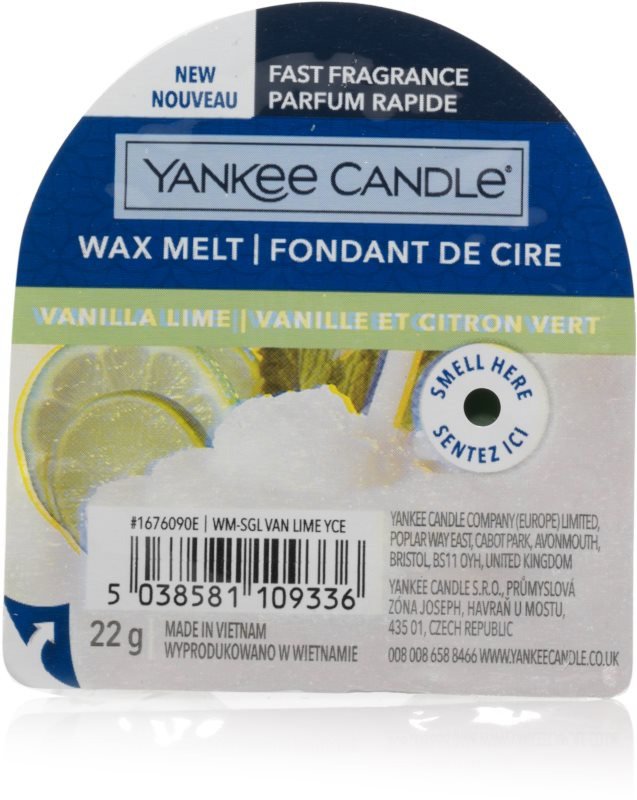 NEW
NOUVEAU
FAST FRAGRANCE
PARFUM RAPIDE
YANKEE CANDLE®
WAX MELT | FONDANT DE CIRE
VANILLA LIME | VANILLE ET CITRON VERT
SMELL HERE
SENTEZ ICI
#1676090E | WM-SGL VAN LIME YCE
5 038581 109336
22 g
MADE IN VIETNAM
WYPRODUKOWANO W WIETNAMIE
YANKEE CANDLE COMPANY (EUROPE) LIMITED,
POPLAR WAY EAST, CABOT PARK, AVONMOUTH,
BRISTOL, BS11 0YH, UNITED KINGDOM
YANKEE CANDLE S.R.O., PRŮMYSLOVÁ
ZÓNA JOSEPH, HAVRAŇ U MOSTU,
435 01, CZECH REPUBLIC
008 008 658 8466 WWW.YANKEECANDLE.CO.UK